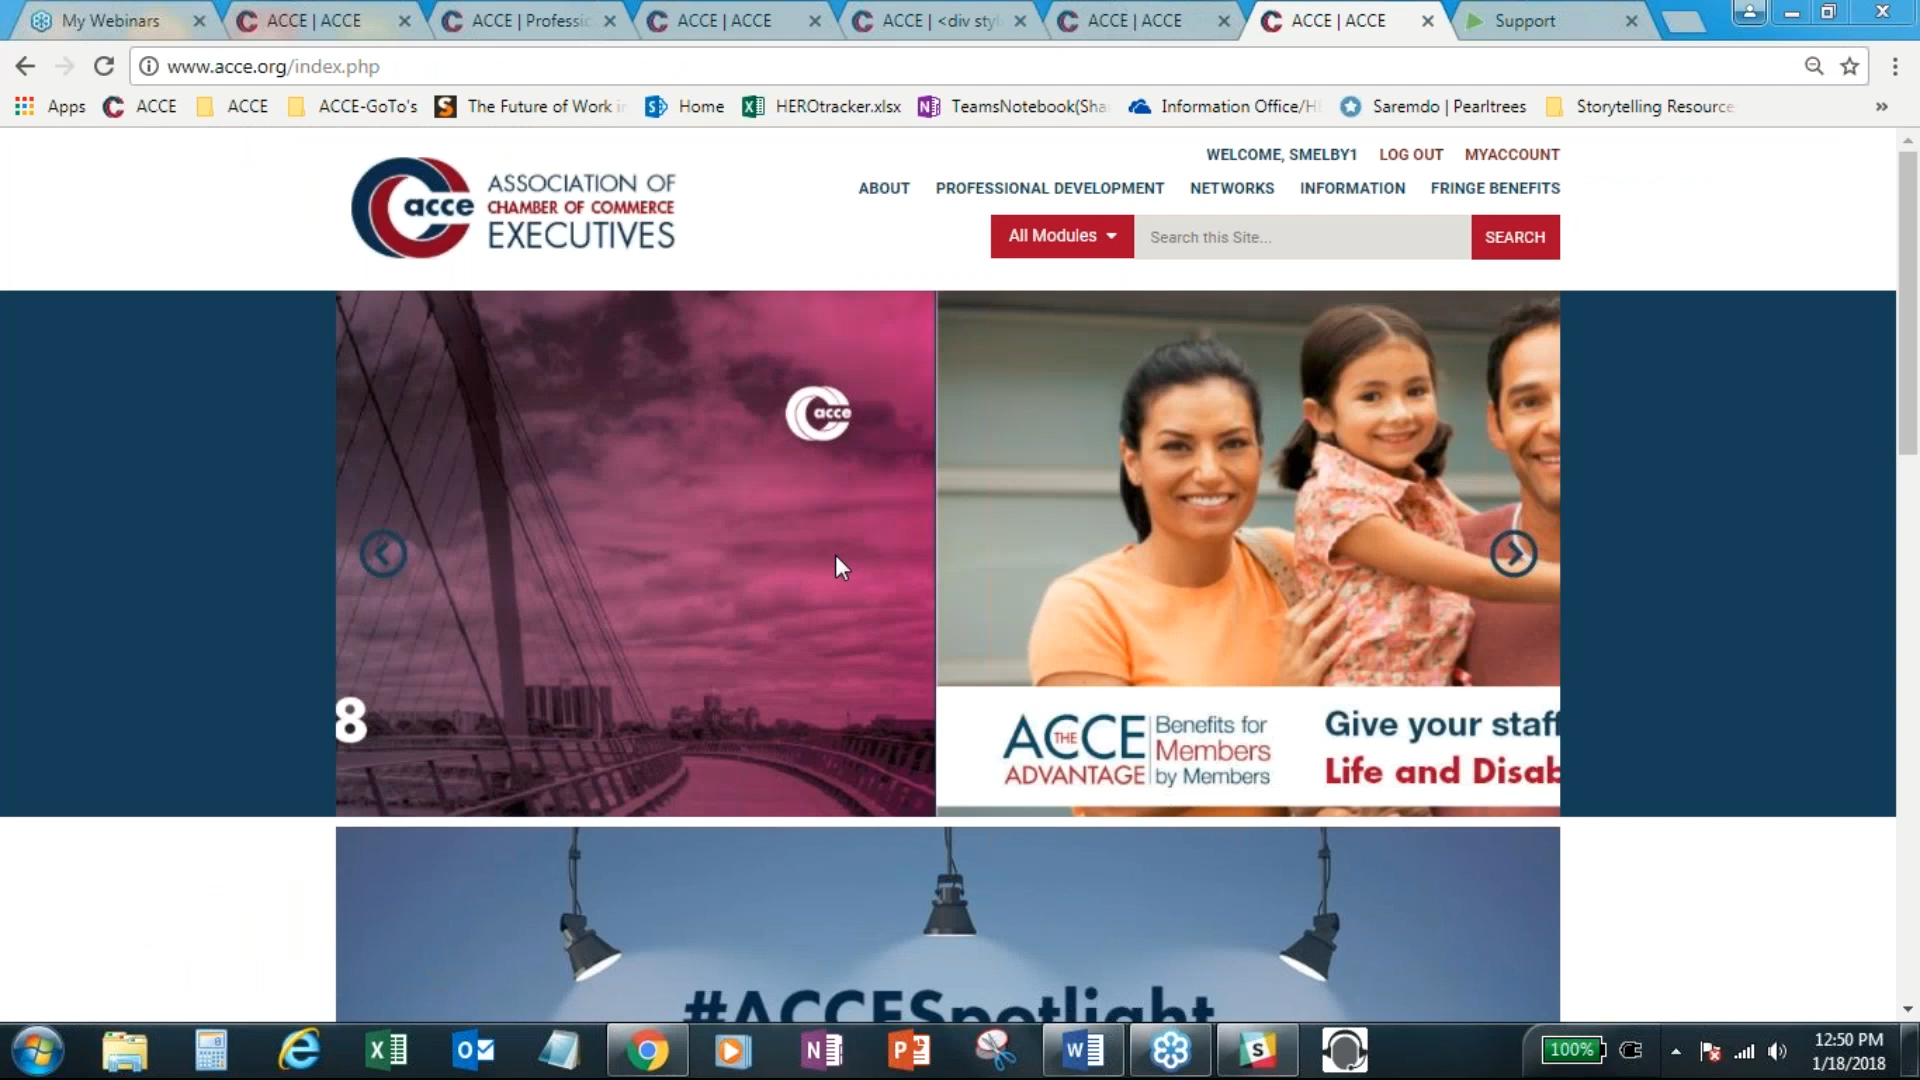 My Webinars
ACCE | ACCE
ACCE | Professio
ACCE | ACCE
ACCE | <div styl
ACCE | ACCE
ACCE | ACCE
Support
www.acce.org/index.php
Apps
ACCE
ACCE
ACCE-GoTo's
The Future of Work in
Home
HEROtracker.xlsx
TeamsNotebook(Sha
Information Office/H
Saremdo | Pearltrees
Storytelling Resource
»
acce
ASSOCIATION OF
CHAMBER OF COMMERCE
EXECUTIVES
WELCOME, SMELBY1 LOG OUT MYACCOUNT
ABOUT PROFESSIONAL DEVELOPMENT NETWORKS INFORMATION FRINGE BENEFITS
All Modules
Search this Site...
SEARCH
acce
8
THE
ACCE
ADVANTAGE
Benefits for
Members
by Members
Give your staff
Life and Disab
#ACCESpotlight
100%
12:50 PM
1/18/2018